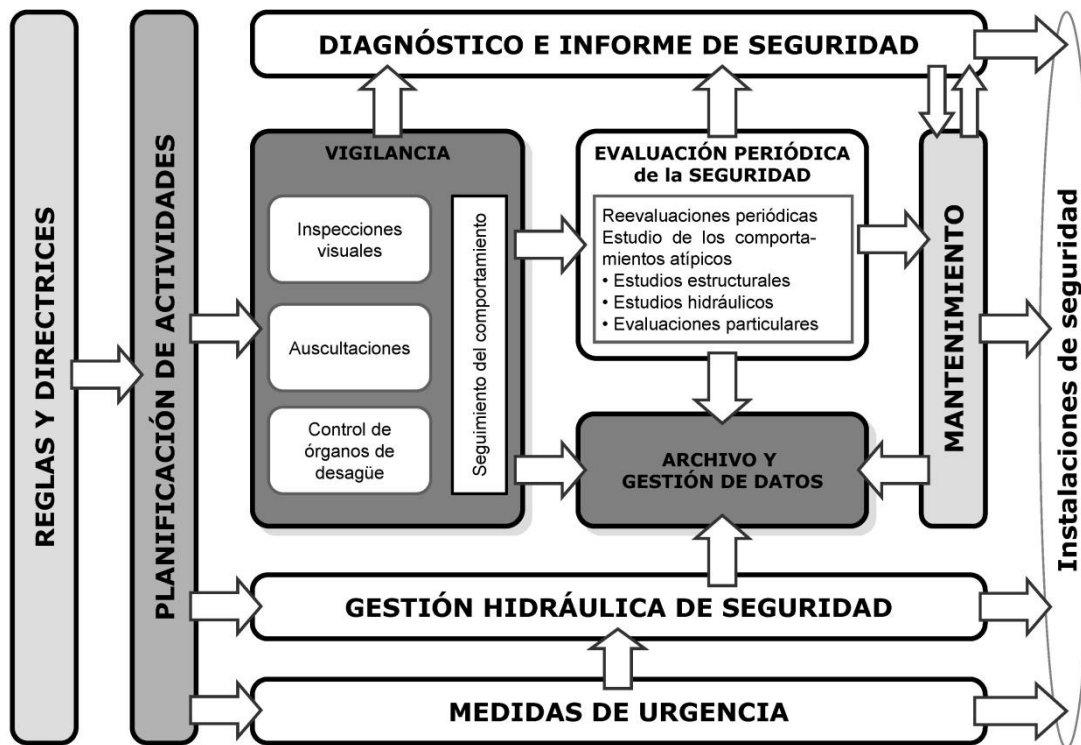 REGLAS Y DIRECTRICES
PLANIFICACIÓN DE ACTIVIDADES
DIAGNÓSTICO E INFORME DE SEGURIDAD
VIGILANCIA
Inspecciones
visuales
Auscultaciones
Control de
órganos de
desagüe
Seguimiento del comportamiento
EVALUACIÓN PERIÓDICA
de la SEGURIDAD
Reevaluaciones periódicas
Estudio de los comporta-
mientos atípicos
• Estudios estructurales
• Estudios hidráulicos
• Evaluaciones particulares
ARCHIVO Y
GESTIÓN DE DATOS
MANTENIMIENTO
GESTIÓN HIDRÁULICA DE SEGURIDAD
MEDIDAS DE URGENCIA
Instalaciones de seguridad